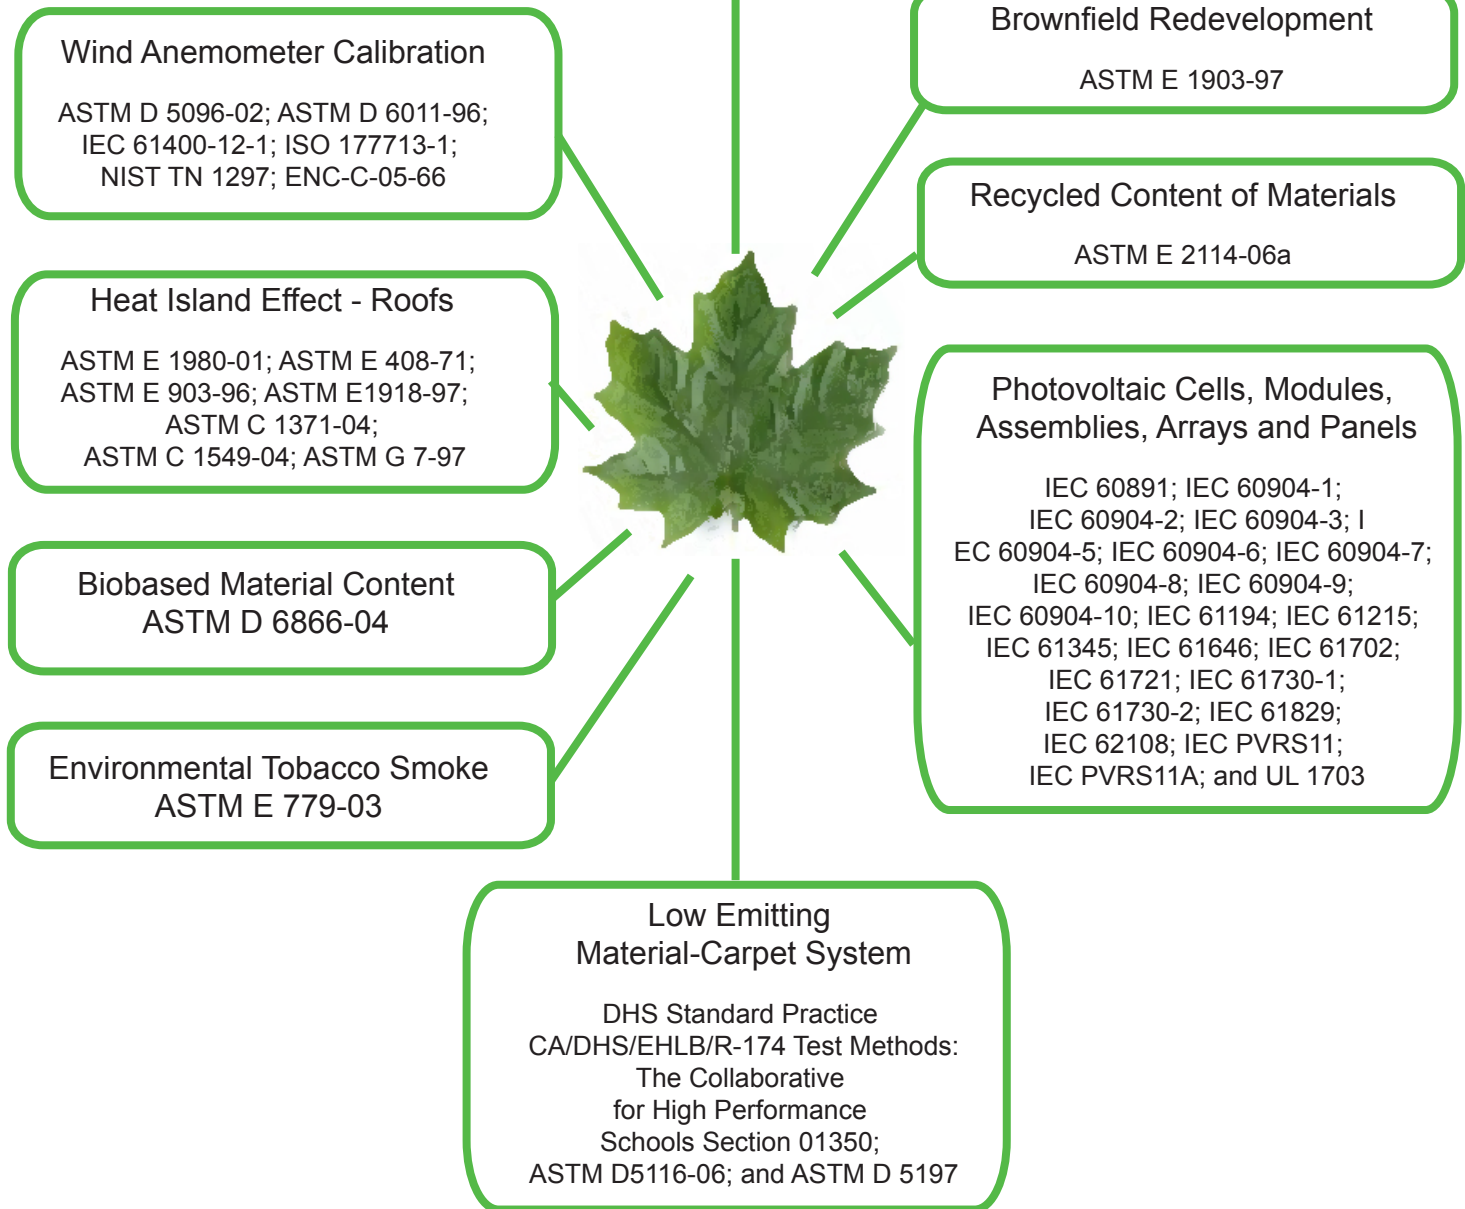 Wind Anemometer Calibration
ASTM D 5096-02; ASTM D 6011-96;
IEC 61400-12-1; ISO 177713-1;
NIST TN 1297; ENC-C-05-66
Heat Island Effect - Roofs
ASTM E 1980-01; ASTM E 408-71;
ASTM E 903-96; ASTM E1918-97;
ASTM C 1371-04;
ASTM C 1549-04; ASTM G 7-97
Biobased Material Content
ASTM D 6866-04
Environmental Tobacco Smoke
ASTM E 779-03
Brownfield Redevelopment
ASTM E 1903-97
Recycled Content of Materials
ASTM E 2114-06a
Photovoltaic Cells, Modules,
Assemblies, Arrays and Panels
IEC 60891; IEC 60904-1;
IEC 60904-2; IEC 60904-3; I
EC 60904-5; IEC 60904-6; IEC 60904-7;
IEC 60904-8; IEC 60904-9;
IEC 60904-10; IEC 61194; IEC 61215;
IEC 61345; IEC 61646; IEC 61702;
IEC 61721; IEC 61730-1;
IEC 61730-2; IEC 61829;
IEC 62108; IEC PVRS11;
IEC PVRS11A; and UL 1703
Low Emitting
Material-Carpet System
DHS Standard Practice
CA/DHS/EHLB/R-174 Test Methods:
The Collaborative
for High Performance
Schools Section 01350;
ASTM D5116-06; and ASTM D 5197